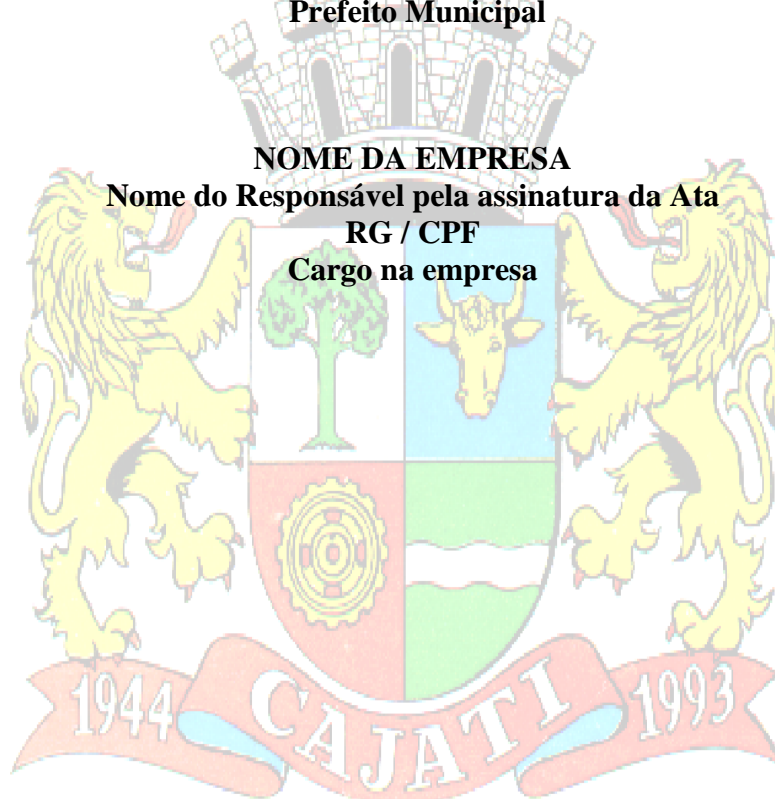 Prefeito Municipal
NOME DA EMPRESA
Nome do Responsável pela assinatura da Ata
RG / CPF
Cargo na empresa
1944 CAJATI 1993